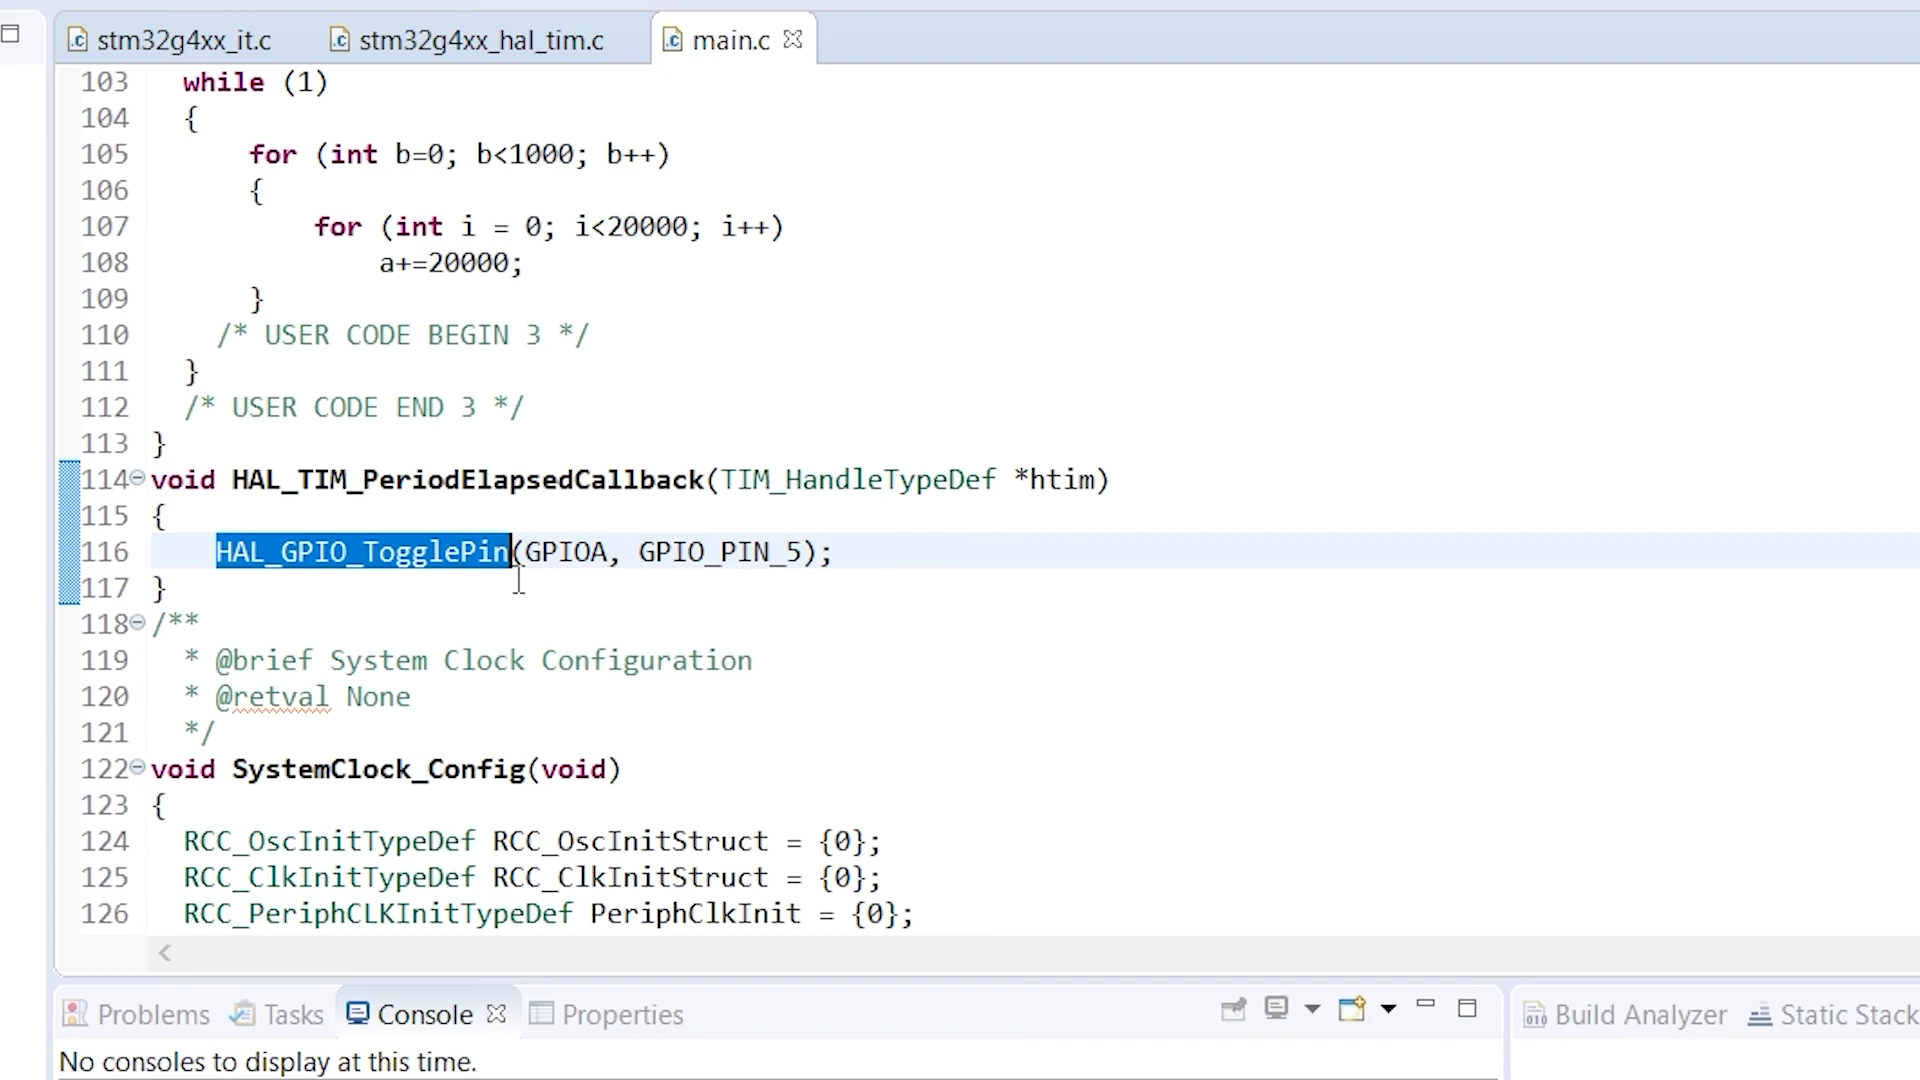 stm32g4xx_it.c stm32g4xx_hal_tim.c main.c
103 while (1)
104 {
105 for (int b=0; b<1000; b++)
106 {
107 for (int i = 0; i<20000; i++)
108 a+=20000;
109 }
110 /* USER CODE BEGIN 3 */
111 }
112 /* USER CODE END 3 */
113 }
114 void HAL_TIM_PeriodElapsedCallback(TIM_HandleTypeDef *htim)
115 {
116 HAL_GPIO_TogglePin(GPIOA, GPIO_PIN_5);
117 }
118 /**
119 * @brief System Clock Configuration
120 * @retval None
121 */
122 void SystemClock_Config(void)
123 {
124 RCC_OscInitTypeDef RCC_OscInitStruct = {0};
125 RCC_ClkInitTypeDef RCC_ClkInitStruct = {0};
126 RCC_PeriphCLKInitTypeDef PeriphClkInit = {0};
Problems Tasks Console Properties Build Analyzer Static Stack
No consoles to display at this time.